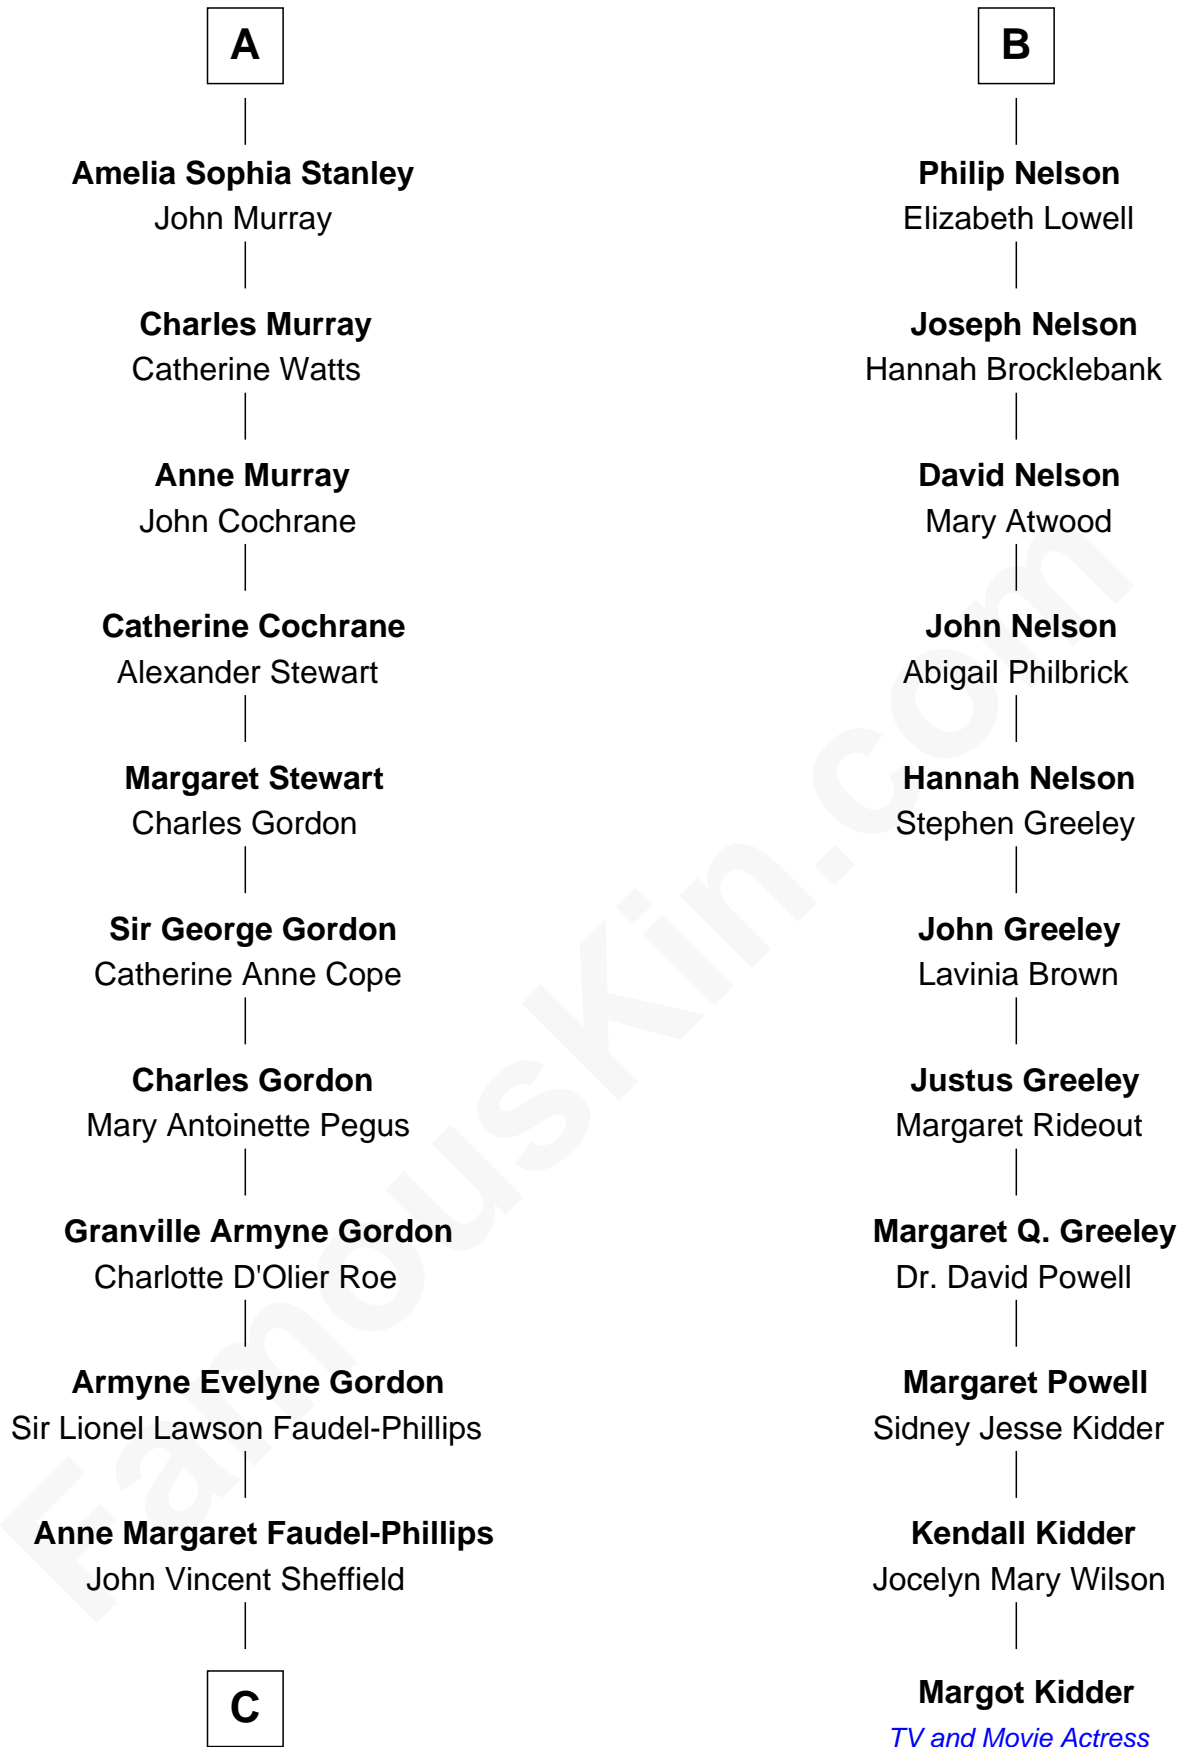 A
Amelia Sophia Stanley
John Murray
Charles Murray
Catherine Watts
Anne Murray
John Cochrane
Catherine Cochrane
Alexander Stewart
Margaret Stewart
Charles Gordon
Sir George Gordon
Catherine Anne Cope
Charles Gordon
Mary Antoinette Pegus
Granville Armyne Gordon
Charlotte D'Olier Roe
Armyne Evelyne Gordon
Sir Lionel Lawson Faudel-Phillips
Anne Margaret Faudel-Phillips
John Vincent Sheffield
C
B
Philip Nelson
Elizabeth Lowell
Joseph Nelson
Hannah Brocklebank
David Nelson
Mary Atwood
John Nelson
Abigail Philbrick
Hannah Nelson
Stephen Greeley
John Greeley
Lavinia Brown
Justus Greeley
Margaret Rideout
Margaret Q. Greeley
Dr. David Powell
Margaret Powell
Sidney Jesse Kidder
Kendall Kidder
Jocelyn Mary Wilson
Margot Kidder
TV and Movie Actress
FamousKin.com